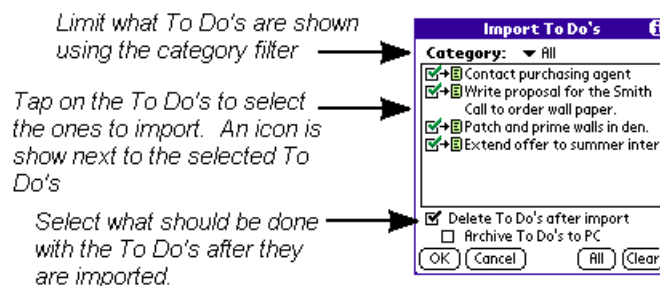 Limit what To Do's are shown
using the category filter
Tap on the To Do's to select
the ones to import. An icon is
show next to the selected To
Do's
Select what should be done
with the To Do's after they
are imported.
Import To Do's
Category: All
Contact purchasing agent
Write proposal for the Smith
Call to order wall paper.
Patch and prime walls in den.
Extend offer to summer inter
Delete To Do's after import
Archive To Do's to PC
OK Cancel All Clear